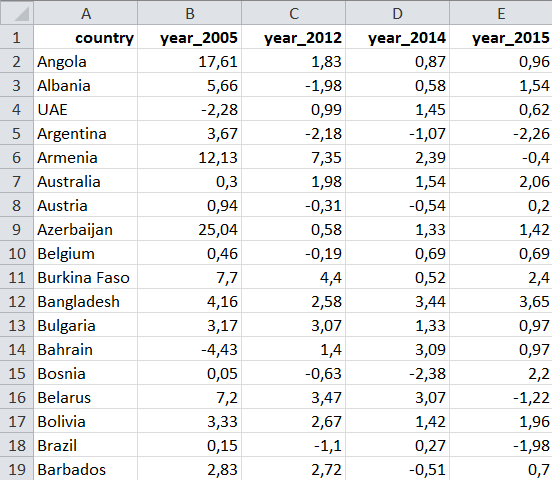 A B C D E
1 country year_2005 year_2012 year_2014 year_2015
2 Angola 17,61 1,83 0,87 0,96
3 Albania 5,66 -1,98 0,58 1,54
4 UAE -2,28 0,99 1,45 0,62
5 Argentina 3,67 -2,18 -1,07 -2,26
6 Armenia 12,13 7,35 2,39 -0,4
7 Australia 0,3 1,98 1,54 2,06
8 Austria 0,94 -0,31 -0,54 0,2
9 Azerbaijan 25,04 0,58 1,33 1,42
10 Belgium 0,46 -0,19 0,69 0,69
11 Burkina Faso 7,7 4,4 0,52 2,4
12 Bangladesh 4,16 2,58 3,44 3,65
13 Bulgaria 3,17 3,07 1,33 0,97
14 Bahrain -4,43 1,4 3,09 0,97
15 Bosnia 0,05 -0,63 -2,38 2,2
16 Belarus 7,2 3,47 3,07 -1,22
17 Bolivia 3,33 2,67 1,42 1,96
18 Brazil 0,15 -1,1 0,27 -1,98
19 Barbados 2,83 2,72 -0,51 0,7